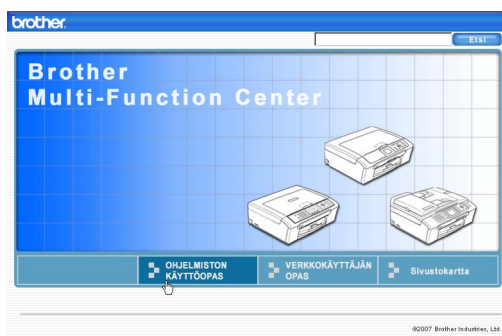 brother.
Etsi
Brother
Multi-Function Center
OHJELMISTON
KÄYTTÖOPAS
VERKKOKÄYTTÄJÄN
OPAS
Sivustokartta
©2007 Brother Industries, Ltd.